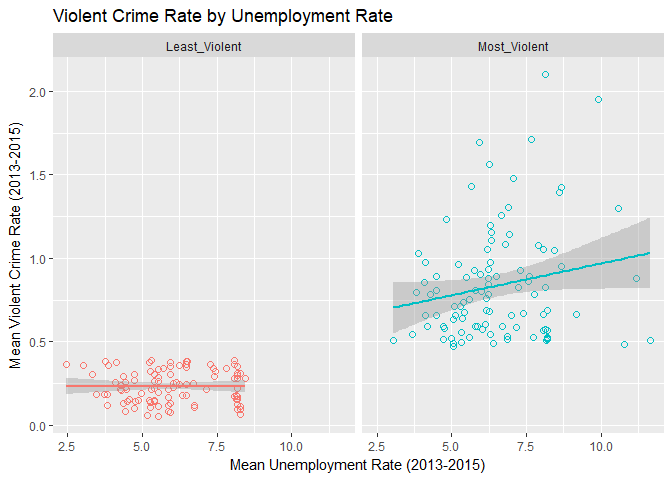 Violent Crime Rate by Unemployment Rate
Least_Violent
Most_Violent
Mean Violent Crime Rate (2013-2015)
2.0
1.5
1.0
0.5
0.0
2.5 5.0 7.5 10.0
2.5 5.0 7.5 10.0
Mean Unemployment Rate (2013-2015)